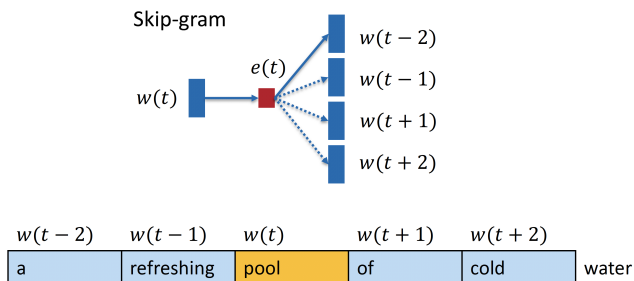 Skip-gram
w(t − 2)
e(t)
w(t − 1)
w(t)
w(t + 1)
w(t + 2)
w(t − 2) w(t − 1) w(t) w(t + 1) w(t + 2)
a refreshing pool of cold water